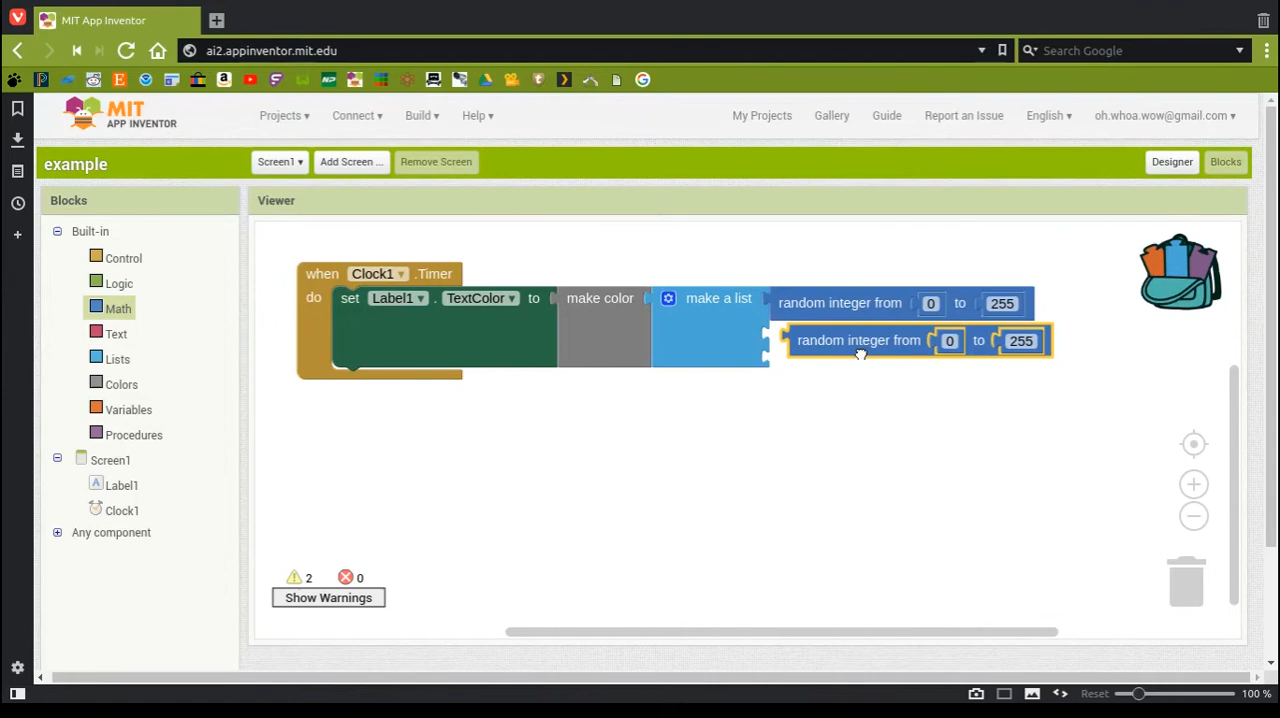 MIT App Inventor
ai2.appinventor.mit.edu
Search Google
MIT
APP INVENTOR
Projects ▾
Connect ▾
Build ▾
Help ▾
My Projects
Gallery
Guide
Report an Issue
English ▾
oh.whoa.wow@gmail.com ▾
example
Screen1 ▾
Add Screen ...
Remove Screen
Designer
Blocks
Blocks
Viewer
Built-in
Control
Logic
Math
Text
Lists
Colors
Variables
Procedures
Screen1
Label1
Clock1
Any component
when Clock1 .Timer
do set Label1 . TextColor to make color make a list random integer from 0 to 255
random integer from 0 to 255
2 0
Show Warnings
Reset 100 %